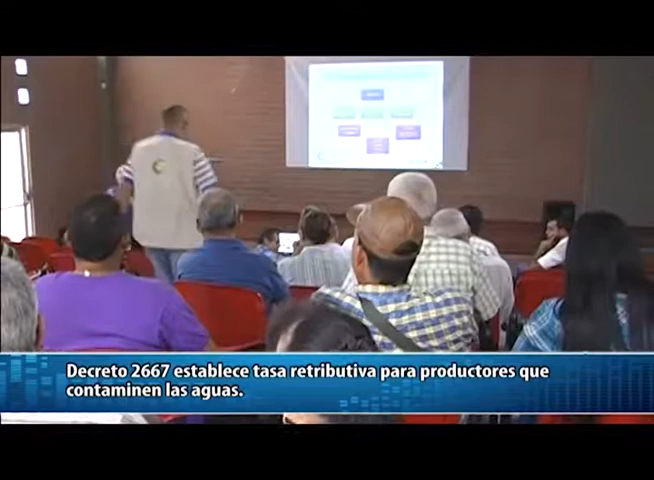 Decreto 2667 establece tasa retributiva para productores que
contaminen las aguas.